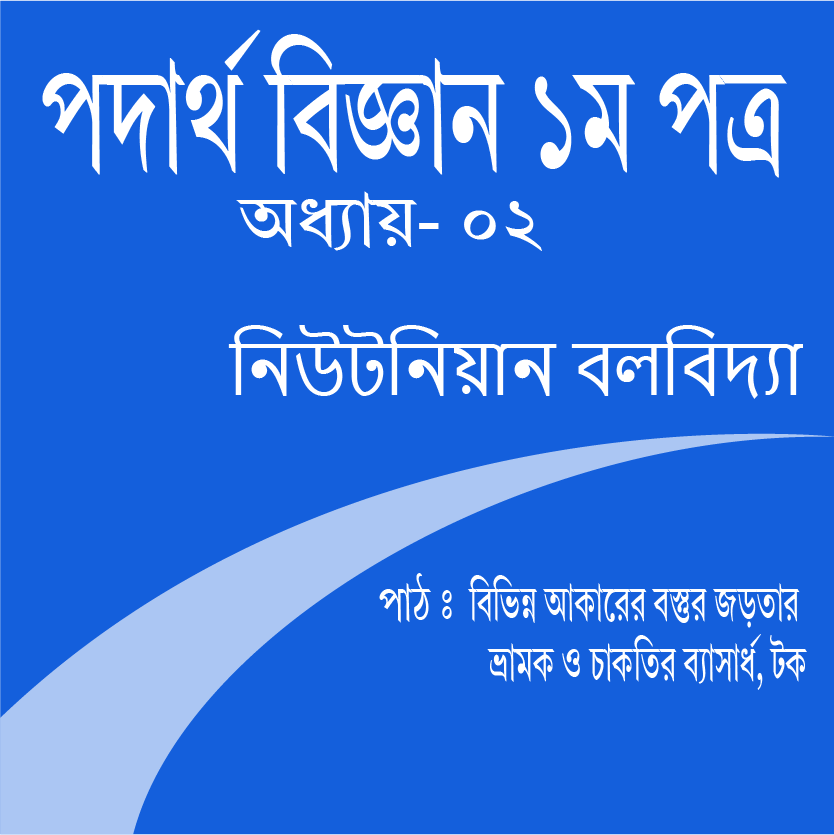 পদার্থ বিজ্ঞান ১ম পত্র
অধ্যায়- ০২
নিউটনিয়ান বলবিদ্যা
পাঠ ঃ বিভিন্ন আকারের বস্তুর জড়তার
ভ্রামক ও চাকতির ব্যাসার্ধ, টক